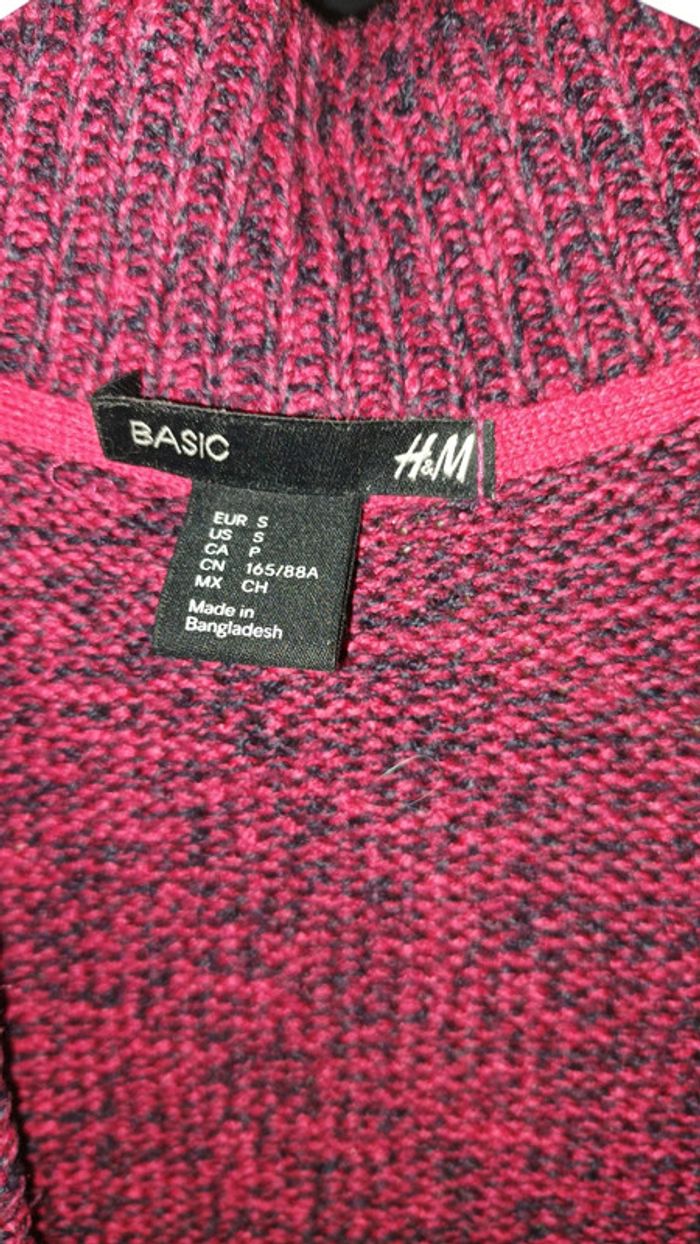 BASIC H&M
EUR S
US S
CA P
CN 165/88A
MX CH
Made in
Bangladesh